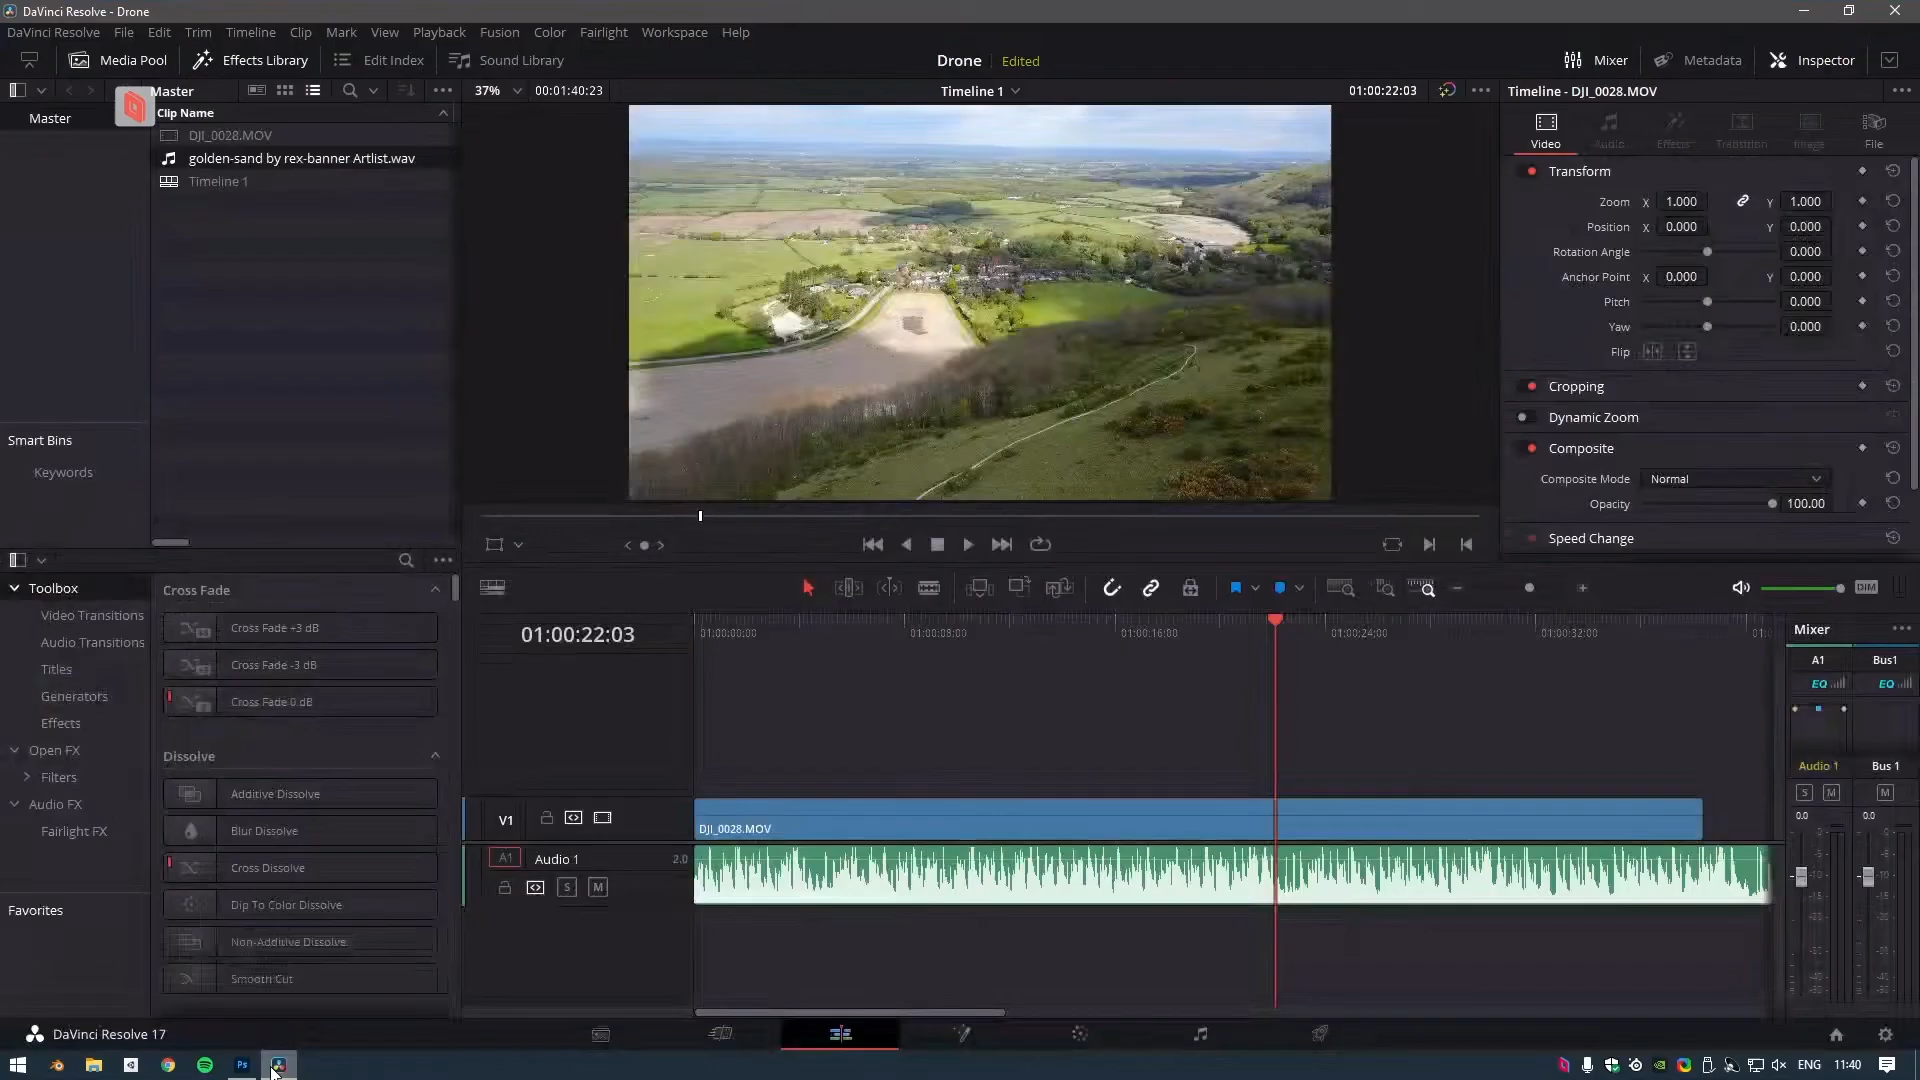 DaVinci Resolve - Drone
DaVinci Resolve File Edit Trim Timeline Clip Mark View Playback Fusion Color Fairlight Workspace Help
Media Pool Effects Library Edit Index Sound Library Drone Edited Mixer Metadata Inspector
Master 37% 00:01:40:23 Timeline 1 01:00:22:03 Timeline - DJI_0028.MOV
Master
Clip Name
DJI_0028.MOV
golden-sand by rex-banner Artlist.wav
Timeline 1
Smart Bins
Keywords
Video Audio Effects Transition Image File
Transform
Zoom X 1.000 Y 1.000
Position X 0.000 Y 0.000
Rotation Angle 0.000
Anchor Point X 0.000 Y 0.000
Pitch 0.000
Yaw 0.000
Flip
Cropping
Dynamic Zoom
Composite
Composite Mode Normal
Opacity 100.00
Speed Change
Toolbox
Video Transitions
Audio Transitions
Titles
Generators
Effects
Open FX
Filters
Audio FX
Fairlight FX
Favorites
Cross Fade
Cross Fade +3 dB
Cross Fade -3 dB
Cross Fade 0 dB
Dissolve
Additive Dissolve
Blur Dissolve
Cross Dissolve
Dip To Color Dissolve
Non-Additive Dissolve
Smooth Cut
DIM
01:00:22:03
01:00:00:00 01:00:08:00 01:00:16:00 01:00:24:00 01:00:32:00
V1
DJI_0028.MOV
A1 Audio 1 2.0
S M
Mixer
A1 Bus1
EQ EQ
Audio 1 Bus 1
S M M
0.0 0.0
DaVinci Resolve 17
Ps
ENG 11:40